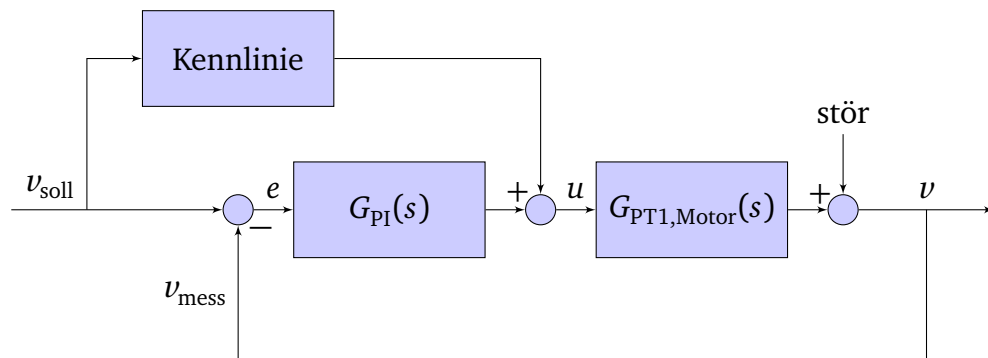 Kennlinie
stör
v_soll
e
G_PI(s)
+
u
G_PT1,Motor(s)
+
v
−
v_mess